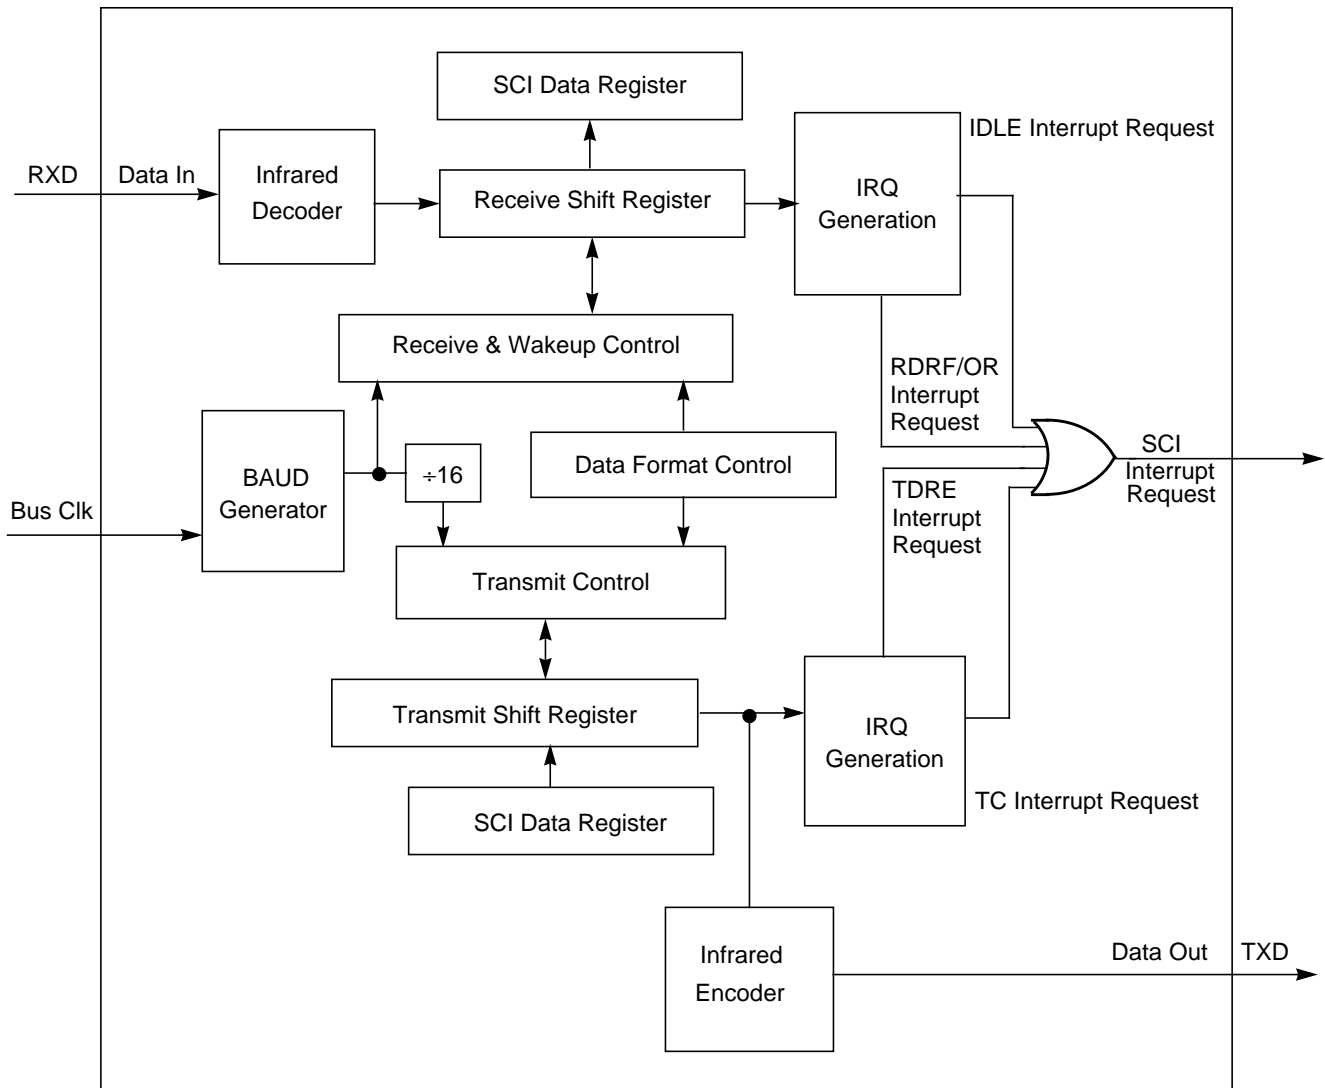 SCI Data Register
IDLE Interrupt Request
RXD
Data In
Infrared
Decoder
Receive Shift Register
IRQ
Generation
Receive & Wakeup Control
RDRF/OR
Interrupt
Request
BAUD
Generator
÷16
Data Format Control
SCI
Interrupt
Request
Bus Clk
TDRE
Interrupt
Request
Transmit Control
Transmit Shift Register
IRQ
Generation
TC Interrupt Request
SCI Data Register
Infrared
Encoder
Data Out
TXD